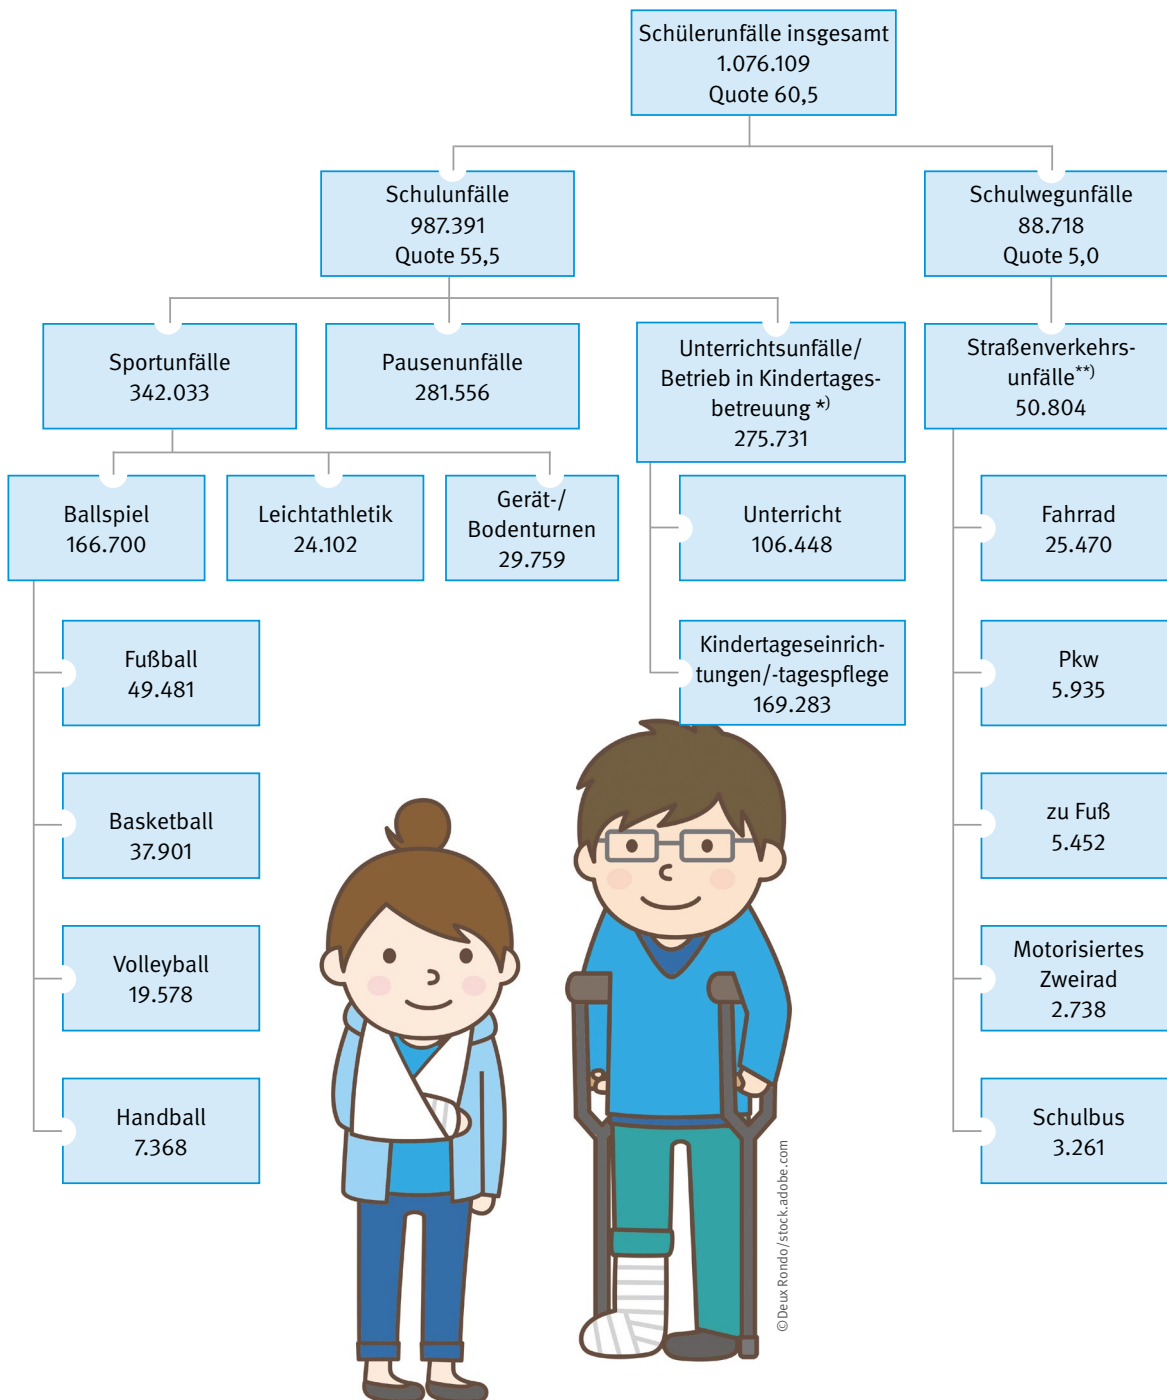 Schülerunfälle insgesamt
1.076.109
Quote 60,5
Schulunfälle
987.391
Quote 55,5
Schulwegunfälle
88.718
Quote 5,0
Sportunfälle
342.033
Pausenunfälle
281.556
Unterrichtsunfälle/
Betrieb in Kindertages-
betreuung *)
275.731
Straßenverkehrs-
unfälle**)
50.804
Ballspiel
166.700
Leichtathletik
24.102
Gerät-/
Bodenturnen
29.759
Unterricht
106.448
Fahrrad
25.470
Fußball
49.481
Kindertageseinrich-
tungen/-tagespflege
169.283
Pkw
5.935
Basketball
37.901
zu Fuß
5.452
Volleyball
19.578
Motorisiertes
Zweirad
2.738
Handball
7.368
Schulbus
3.261
©Deux Rondo/stock.adobe.com